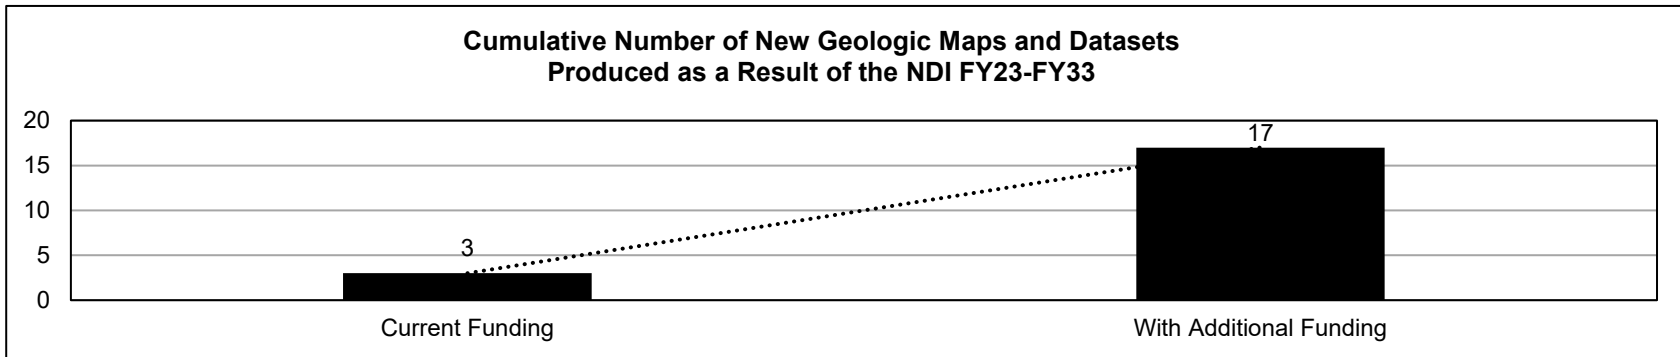 Cumulative Number of New Geologic Maps and Datasets
Produced as a Result of the NDI FY23-FY33
20
15
10
5
0
3
17
Current Funding
With Additional Funding